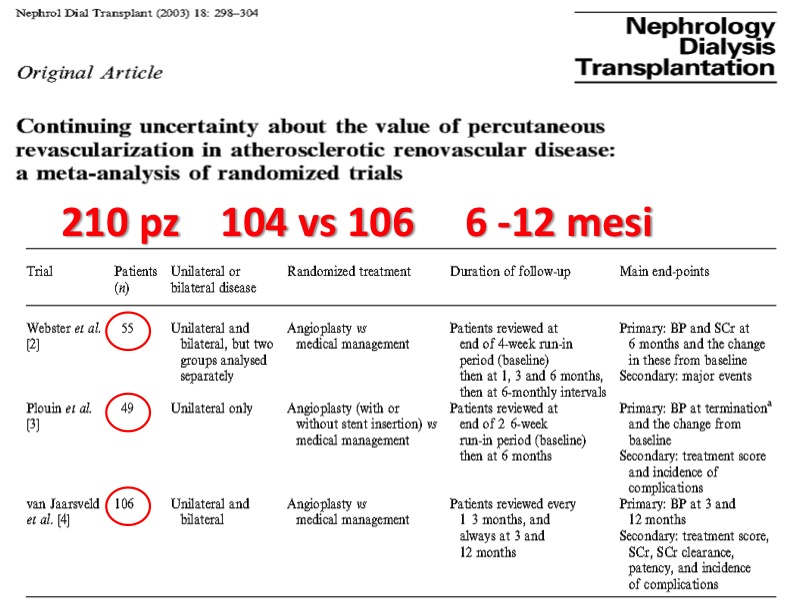 Nephrol Dial Transplant (2003) 18: 298–304
Nephrology
Dialysis
Transplantation
Original Article
Continuing uncertainty about the value of percutaneous
revascularization in atherosclerotic renovascular disease:
a meta-analysis of randomized trials
210 pz 104 vs 106 6 -12 mesi
Trial Patients Unilateral or Randomized treatment Duration of follow-up Main end-points
(n) bilateral disease
Webster et al. 55 Unilateral and Angioplasty vs Patients reviewed at Primary: BP and SCr at
[2] bilateral, but two medical management end of 4-week run-in 6 months and the change
groups analysed period (baseline) in these from baseline
separately then at 1, 3 and 6 months, Secondary: major events
then at 6-monthly intervals
Plouin et al. 49 Unilateral only Angioplasty (with or Patients reviewed at Primary: BP at termination<sup>a</sup>
[3] without stent insertion) vs end of 2 6-week and the change from
medical management run-in period (baseline) baseline
then at 6 months Secondary: treatment score
and incidence of
complications
van Jaarsveld 106 Unilateral and Angioplasty vs Patients reviewed every Primary: BP at 3 and
et al. [4] bilateral medical management 1 3 months, and 12 months
always at 3 and Secondary: treatment score,
12 months SCr, SCr clearance,
patency, and incidence
of complications